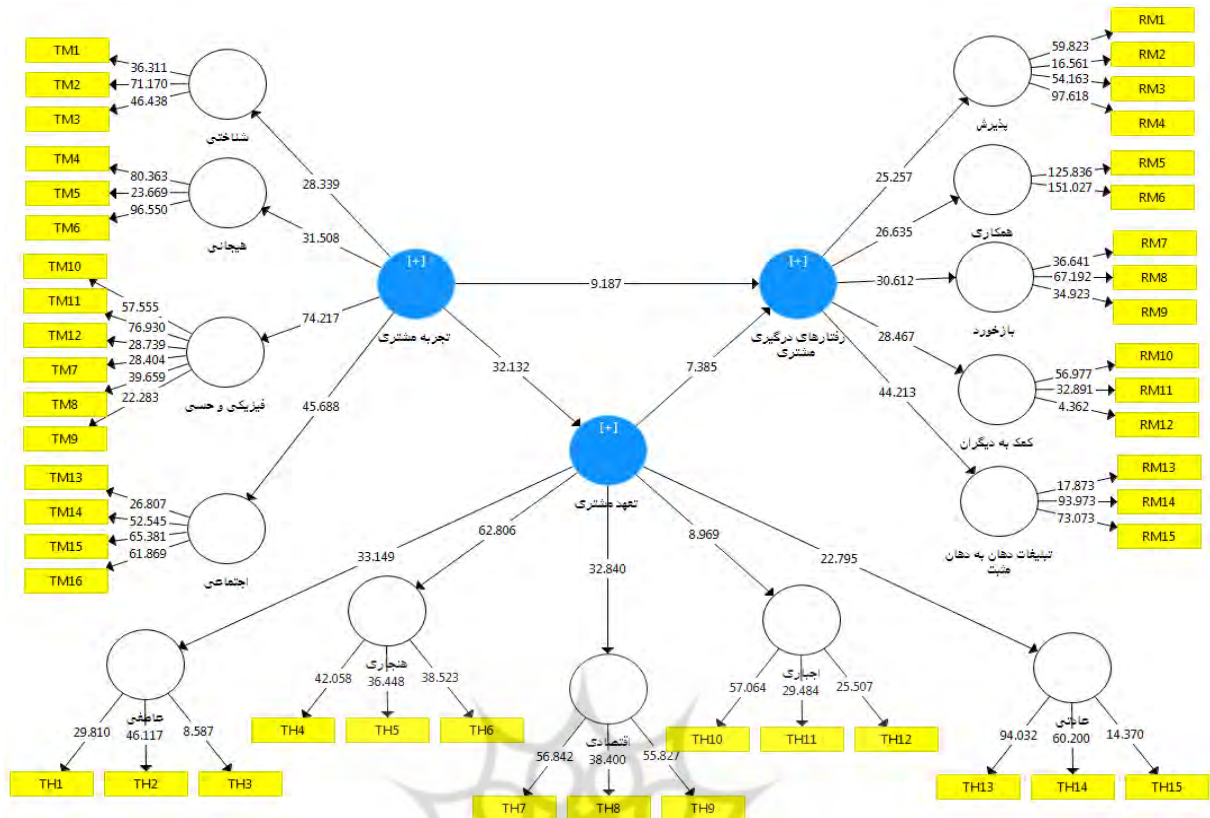 TM1
TM2
TM3
36.311
71.170
46.438
شناختی
TM4
TM5
TM6
80.363
23.669
96.550
هیجانی
TM10
TM11
TM12
TM7
TM8
TM9
57.555
76.930
28.739
28.404
39.659
22.283
فیزیکی و حسی
TM13
TM14
TM15
TM16
26.807
52.545
65.381
61.869
اجتماعی
28.339
31.508
74.217
45.688
[+]
تجربه مشتری
9.187
32.132
7.385
[+]
رفتارهای درگیری
مشتری
25.257
26.635
30.612
28.467
44.213
پذیرش
59.823
16.561
54.163
97.618
RM1
RM2
RM3
RM4
همکاری
125.836
151.027
RM5
RM6
بازخورد
36.641
67.192
34.923
RM7
RM8
RM9
کمک به دیگران
56.977
32.891
4.362
RM10
RM11
RM12
تبلیغات دهان به دهان
مثبت
17.873
93.973
73.073
RM13
RM14
RM15
[+]
تعهد مشتری
33.149
62.806
32.840
8.969
22.795
عاطفی
29.810
46.117
8.587
TH1
TH2
TH3
هنجاری
42.058
36.448
38.523
TH4
TH5
TH6
اقتصادی
56.842
38.400
55.827
TH7
TH8
TH9
اجباری
57.064
29.484
25.507
TH10
TH11
TH12
عادتی
94.032
60.200
14.370
TH13
TH14
TH15